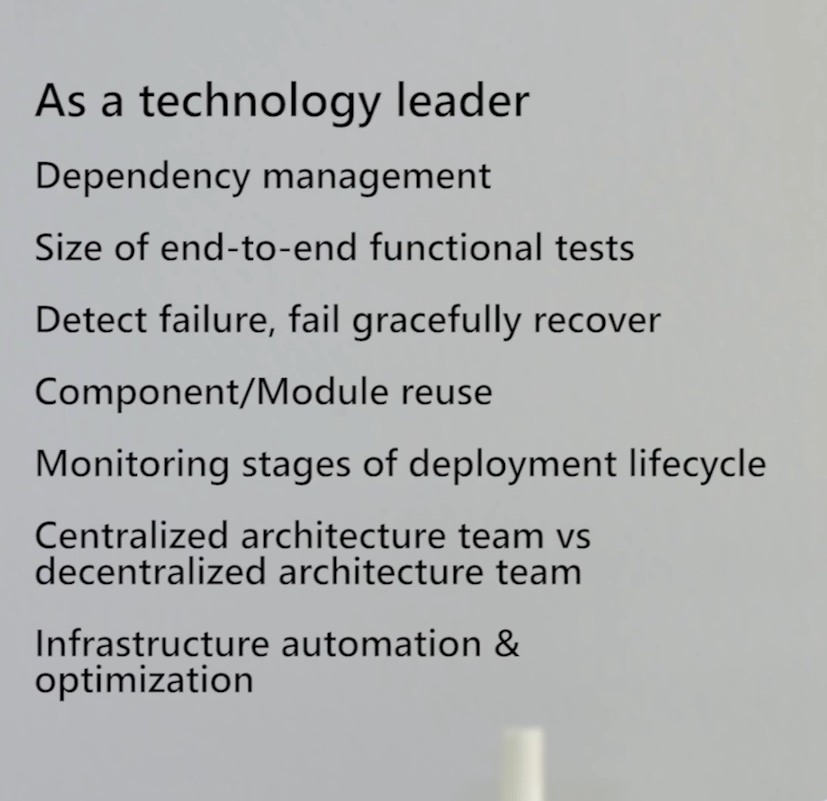 As a technology leader
Dependency management
Size of end-to-end functional tests
Detect failure, fail gracefully recover
Component/Module reuse
Monitoring stages of deployment lifecycle
Centralized architecture team vs
decentralized architecture team
Infrastructure automation &
optimization